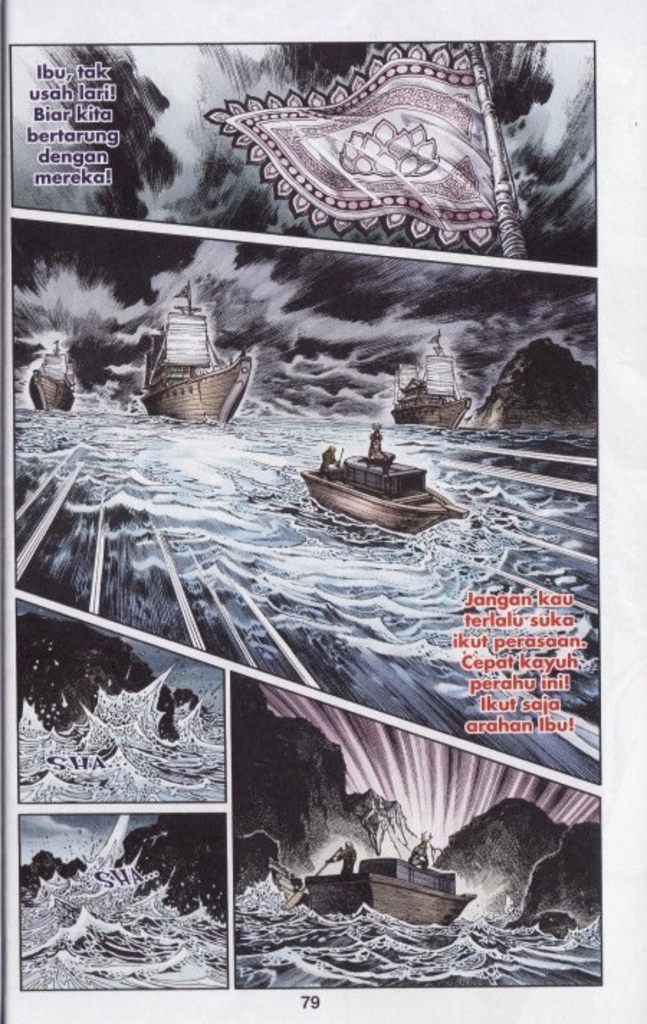 Ibu, tak
usah lari!
Biar kita
bertarung
dengan
mereka!
Jangan kau
terlalu suka
ikut perasaan.
Cepat kayuh
perahu ini!
Ikut saja
arahan Ibu!
SHA
SHA...
79